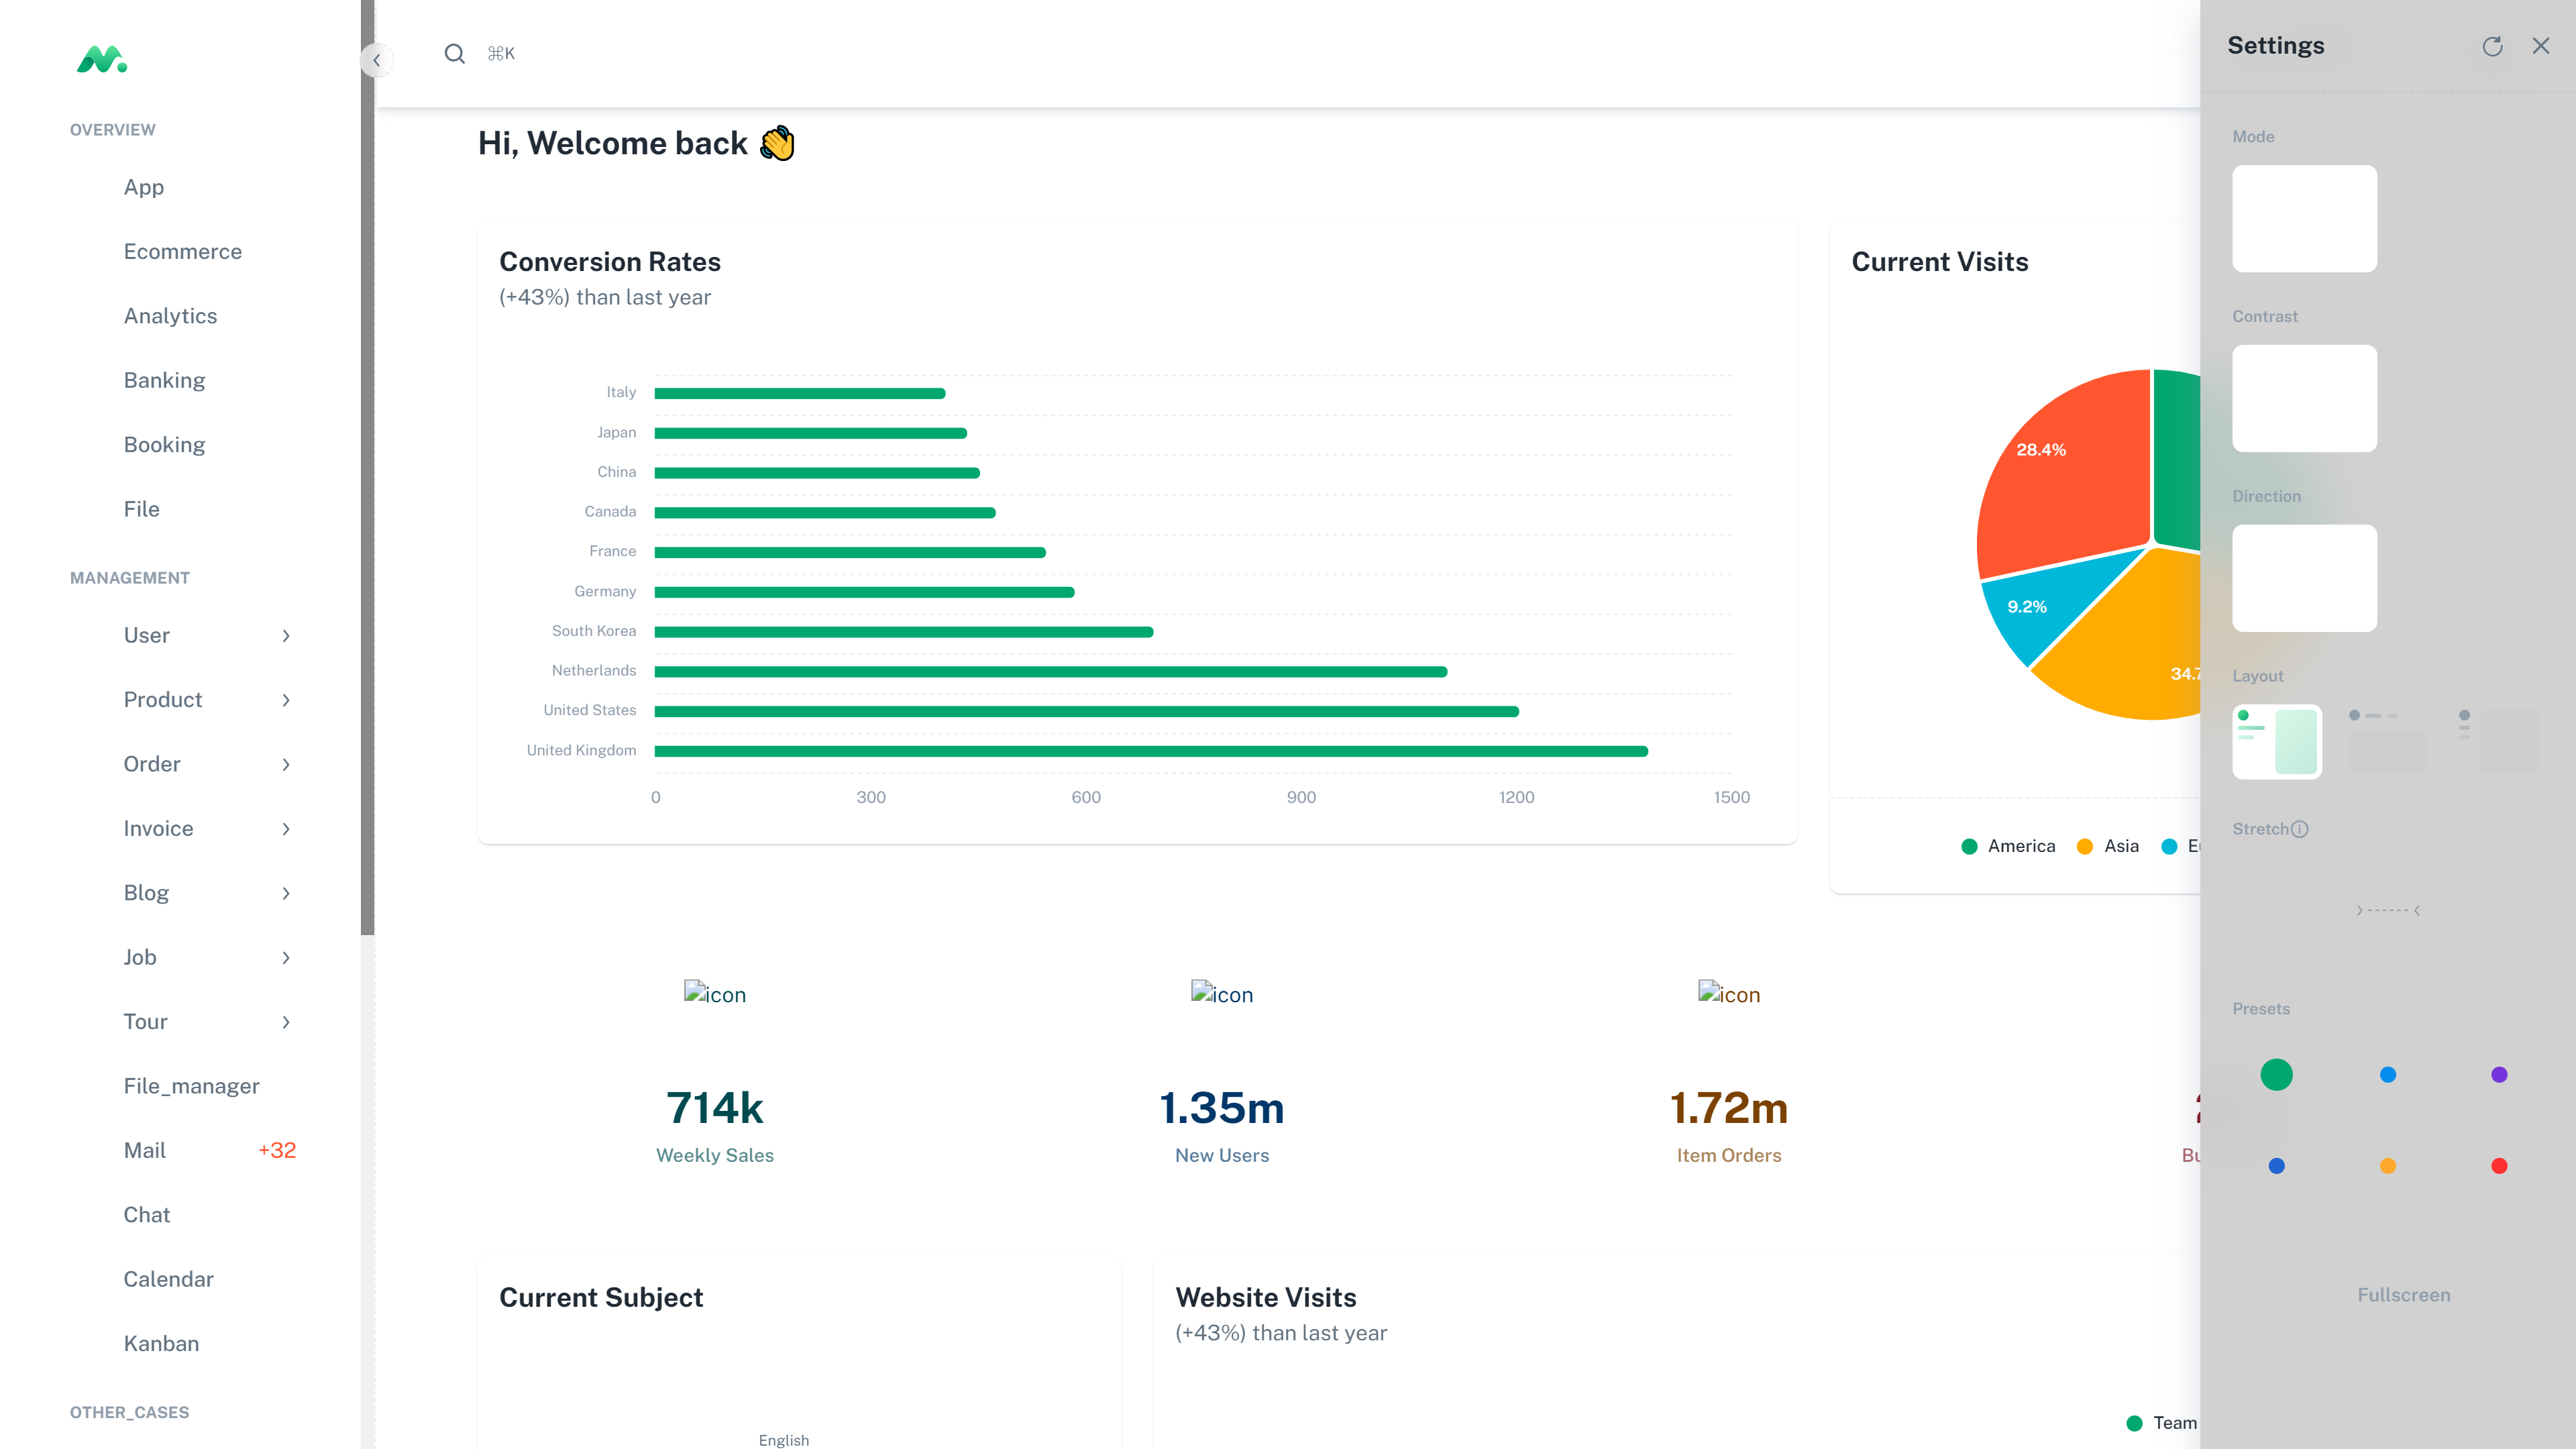 OVERVIEW
App
Ecommerce
Analytics
Banking
Booking
File
MANAGEMENT
User
Product
Order
Invoice
Blog
Job
Tour
File_manager
Mail +32
Chat
Calendar
Kanban
OTHER_CASES
⌘K
Hi, Welcome back 👋
Conversion Rates
(+43%) than last year
Italy
Japan
China
Canada
France
Germany
South Korea
Netherlands
United States
United Kingdom
0 300 600 900 1200 1500
Current Visits
28.4%
9.2%
34.7
America Asia
icon icon icon
714k
Weekly Sales
1.35m
New Users
1.72m
Item Orders
Current Subject
English
Website Visits
(+43%) than last year
Team
Settings
Mode
Contrast
Direction
Layout
Stretch
Presets
Fullscreen